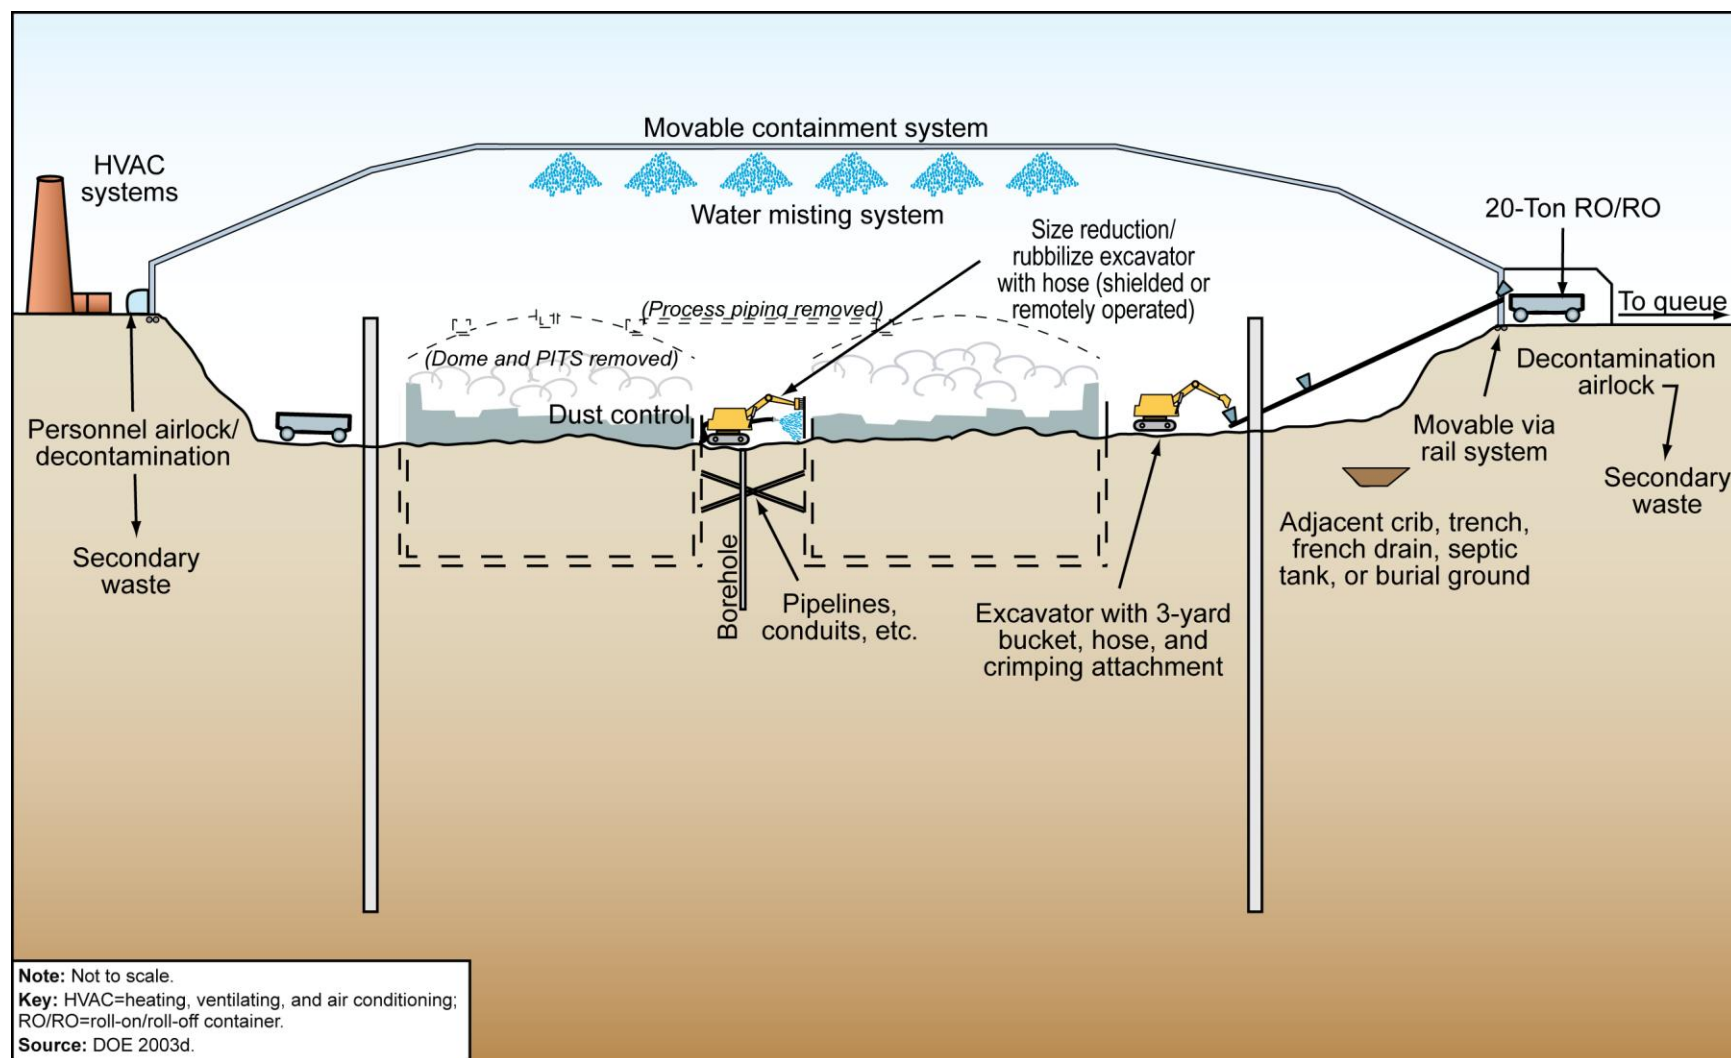 Movable containment system
HVAC
systems
Water misting system
20-Ton RO/RO
Size reduction/
rubbilize excavator
with hose (shielded or
remotely operated)
To queue
(Process piping removed)
(Dome and PITS removed)
Dust control
Decontamination
airlock
Personnel airlock/
decontamination
Movable via
rail system
Secondary
waste
Secondary
waste
Adjacent crib, trench,
french drain, septic
tank, or burial ground
Borehole
Pipelines,
conduits, etc.
Excavator with 3-yard
bucket, hose, and
crimping attachment
Note: Not to scale.
Key: HVAC=heating, ventilating, and air conditioning;
RO/RO=roll-on/roll-off container.
Source: DOE 2003d.